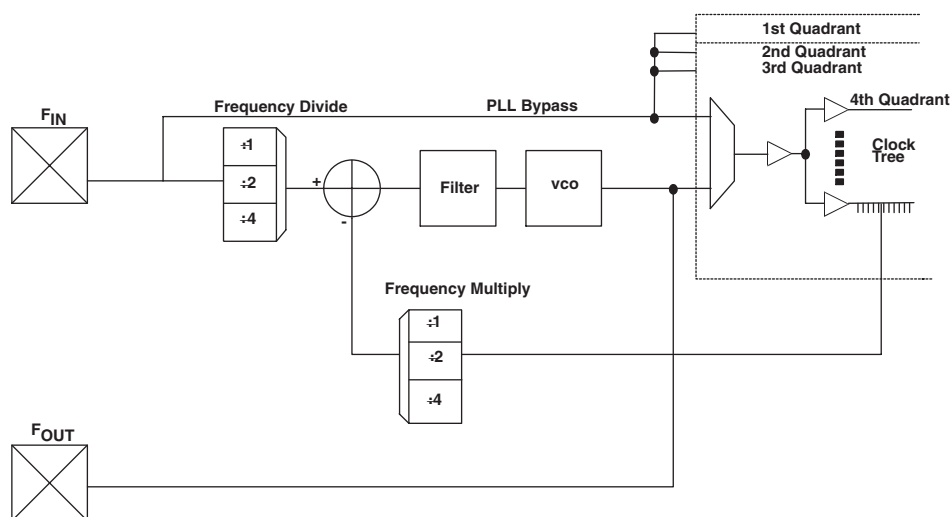 1st Quadrant
2nd Quadrant
3rd Quadrant
4th Quadrant
Frequency Divide
PLL Bypass
FIN
÷1
÷2
÷4
+
-
Filter
vco
Clock
Tree
Frequency Multiply
÷1
÷2
÷4
FOUT